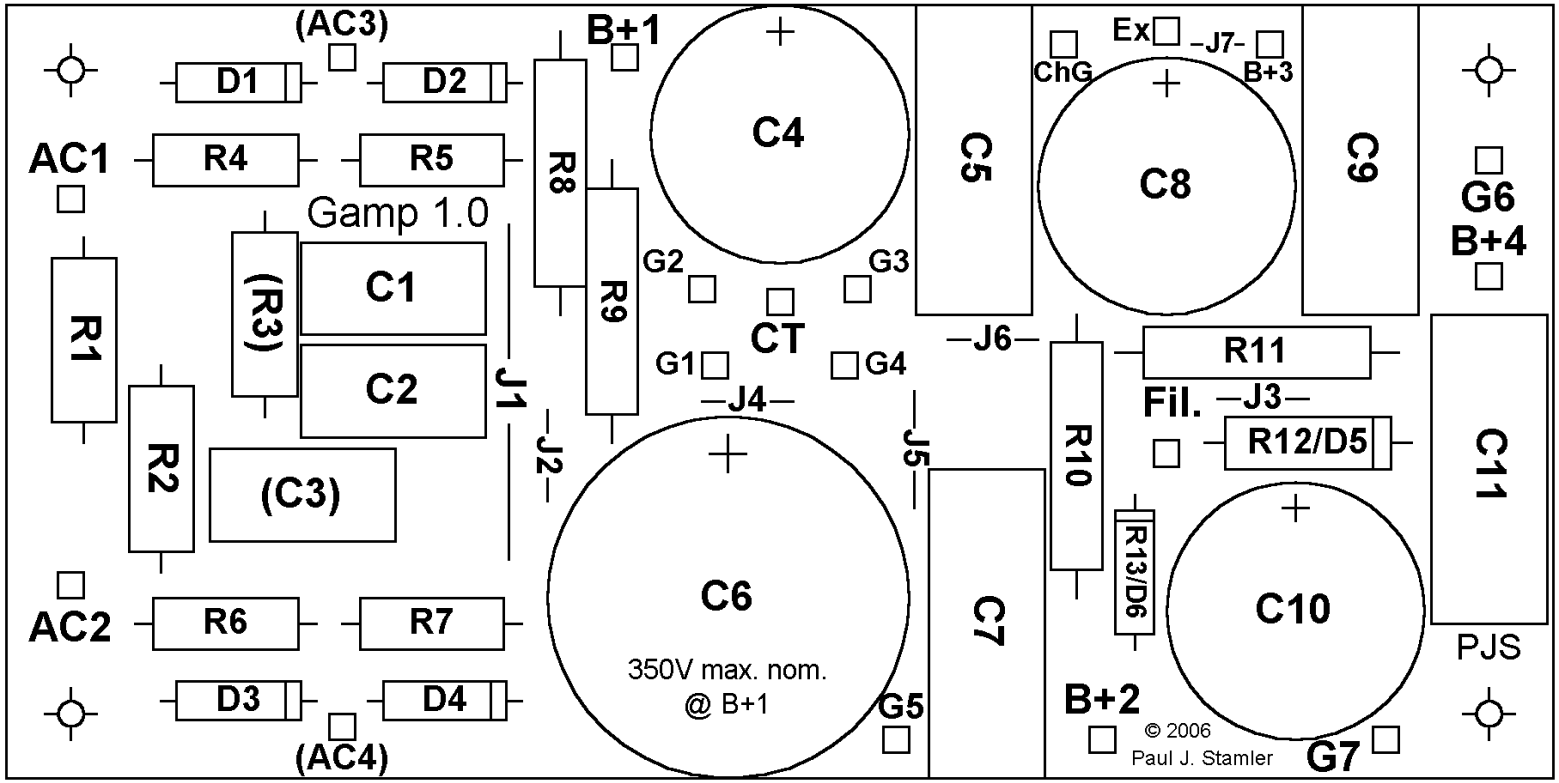 (AC3)
B+1
Ex
J7
ChG
B+3
D1
D2
C4
AC1
R4
R5
R8
C5
C8
C9
G6
Gamp 1.0
B+4
(R3)
C1
G2
G3
R9
R1
CT
J6
R11
C2
J1
G1
G4
J4
Fil.
J3
R2
J2
J5
R10
R12/D5
C11
(C3)
R13/D6
C6
C7
C10
AC2
R6
R7
350V max. nom.
@ B+1
PJS
D3
D4
G5
B+2
© 2006
Paul J. Stamler
G7
(AC4)